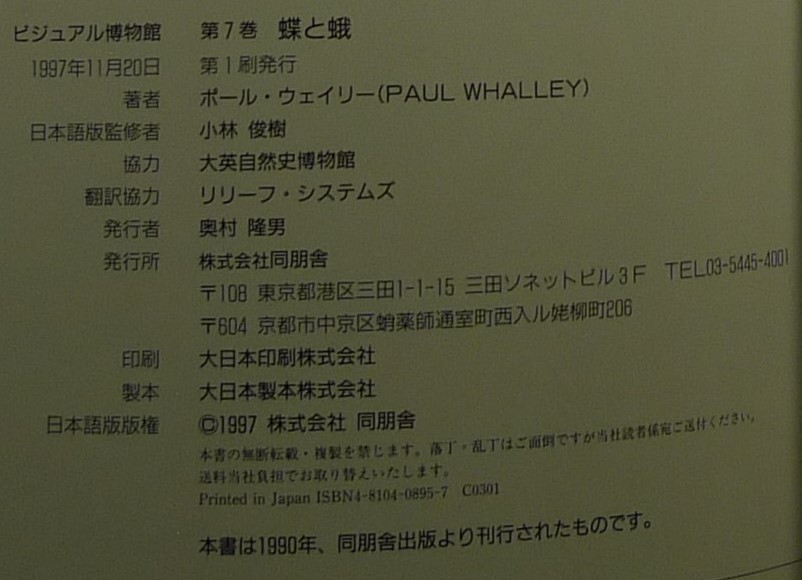 ビジュアル博物館 第7巻 蝶と蛾
1997年11月20日 第1刷発行
著者 ポール・ウェイリー(PAUL WHALLEY)
日本語版監修者 小林 俊樹
協力 大英自然史博物館
翻訳協力 リリーフ・システムズ
発行者 奥村 隆男
発行所 株式会社同朋舎
〒108 東京都港区三田1-1-15 三田ソネットビル3F TEL03-5445-4001
〒604 京都市中京区蛸薬師通室町西入ル姥柳町206
印刷 大日本印刷株式会社
製本 大日本製本株式会社
日本語版版権 ©1997 株式会社 同朋舎
本書の無断転載・複製を禁じます。落丁・乱丁はご面倒ですが当社読者係宛ご送付ください。
送料当社負担でお取り替えいたします。
Printed in Japan ISBN4-8104-0895-7 C0301
本書は1990年、同朋舎出版より刊行されたものです。